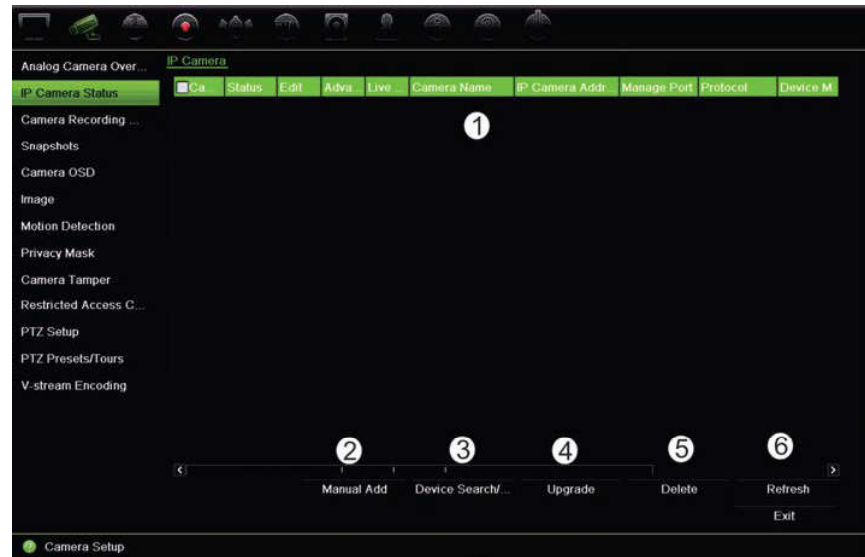 Analog Camera Over...
IP Camera
IP Camera Status
Ca... Status Edit Adva... Live ... Camera Name IP Camera Addr... Manage Port Protocol Device M
Camera Recording ...
1
Snapshots
Camera OSD
Image
Motion Detection
Privacy Mask
Camera Tamper
Restricted Access C...
PTZ Setup
PTZ Presets/Tours
V-stream Encoding
2 3 4 5 6
Manual Add Device Search/... Upgrade Delete Refresh
Exit
Camera Setup